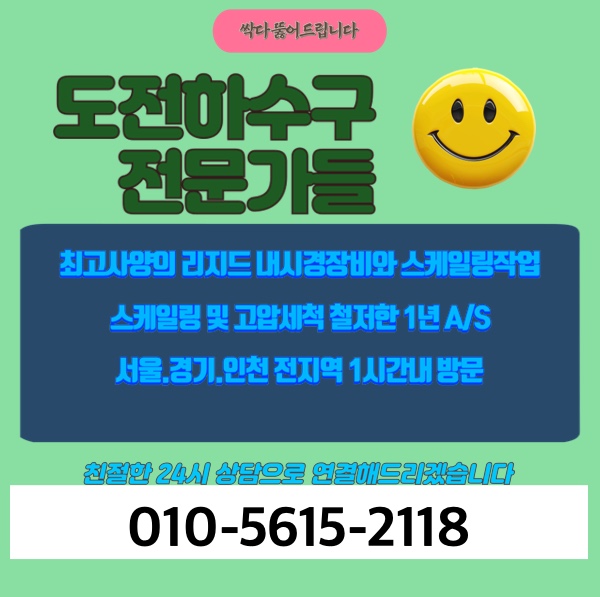 싹다 뚫어드립니다
도전하수구
전문가들
최고사양의 리지드 내시경장비와 스케일링작업
스케일링 및 고압세척 철저한 1년 A/S
서울.경기.인천 전지역 1시간내 방문
친절한 24시 상담으로 연결해드리겠습니다
010-5615-2118